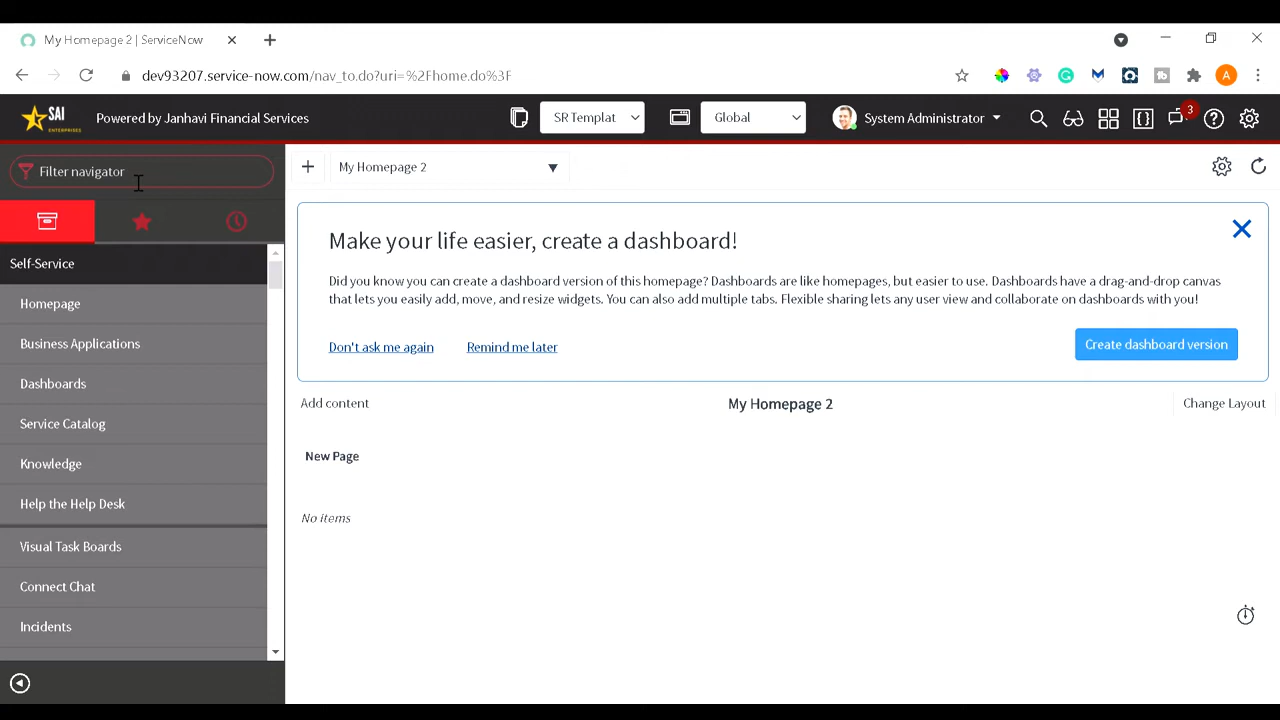 My Homepage 2 | ServiceNow
dev93207.service-now.com/nav_to.do?uri=%2Fhome.do%3F
A
SAI
ENTERPRISES
Powered by Janhavi Financial Services
SR Templat
Global
System Administrator
3
Filter navigator
My Homepage 2
Self-Service
Homepage
Business Applications
Dashboards
Service Catalog
Knowledge
Help the Help Desk
Visual Task Boards
Connect Chat
Incidents
Make your life easier, create a dashboard!
Did you know you can create a dashboard version of this homepage? Dashboards are like homepages, but easier to use. Dashboards have a drag-and-drop canvas
that lets you easily add, move, and resize widgets. You can also add multiple tabs. Flexible sharing lets any user view and collaborate on dashboards with you!
Don't ask me again
Remind me later
Create dashboard version
Add content
My Homepage 2
Change Layout
New Page
No items